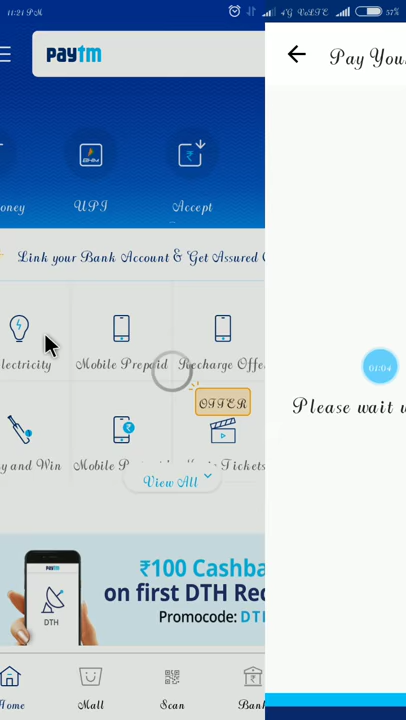 11:21 PM
4G VoLTE
57%
paytm
Pay You
oney
UPI
Accept
Link your Bank Account & Get Assured
lectricity
Mobile Prepaid
Recharge Offe
01:04
OFFER
Please wait
y and Win
Mobile
Tickets
View All
₹100 Cashba
on first DTH Rec
Promocode: DT
paytm
DTH
Home
Mall
Scan
Bank